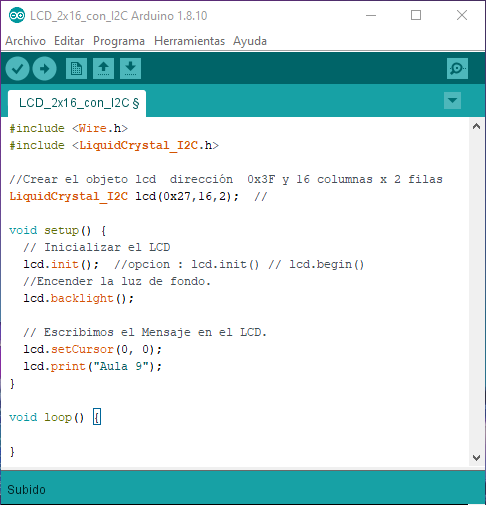 LCD_2x16_con_I2C Arduino 1.8.10
Archivo Editar Programa Herramientas Ayuda
LCD_2x16_con_I2C §
#include <Wire.h>
#include <LiquidCrystal_I2C.h>
//Crear el objeto lcd  dirección  0x3F y 16 columnas x 2 filas
LiquidCrystal_I2C lcd(0x27,16,2);  //
void setup() {
  // Inicializar el LCD
  lcd.init();  //opcion : lcd.init() // lcd.begin()
  //Encender la luz de fondo.
  lcd.backlight();
  // Escribimos el Mensaje en el LCD.
  lcd.setCursor(0, 0);
  lcd.print("Aula 9");
}
void loop() {
}
Subido